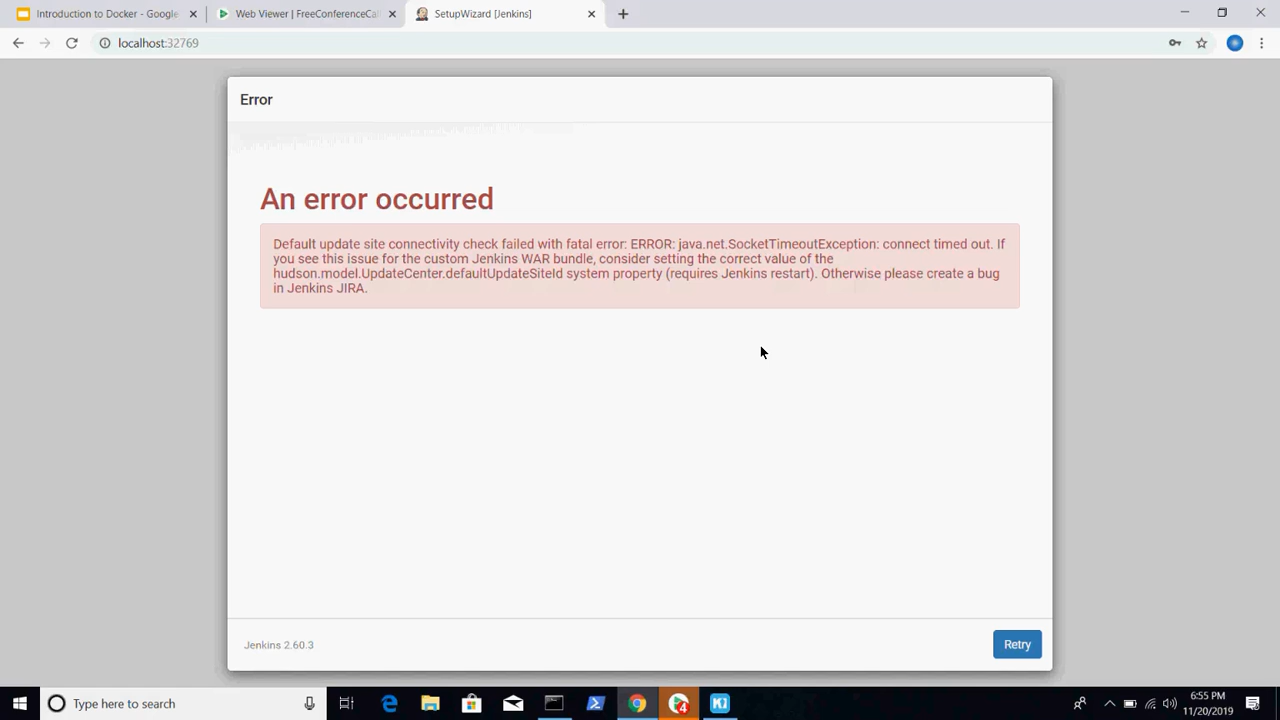 Introduction to Docker - Google
Web Viewer | FreeConferenceCal
SetupWizard [Jenkins]
localhost:32769
Error
An error occurred
Default update site connectivity check failed with fatal error: ERROR: java.net.SocketTimeoutException: connect timed out. If
you see this issue for the custom Jenkins WAR bundle, consider setting the correct value of the
hudson.model.UpdateCenter.defaultUpdateSiteId system property (requires Jenkins restart). Otherwise please create a bug
in Jenkins JIRA.
Jenkins 2.60.3
Retry
Type here to search
4
KJ
6:55 PM
11/20/2019